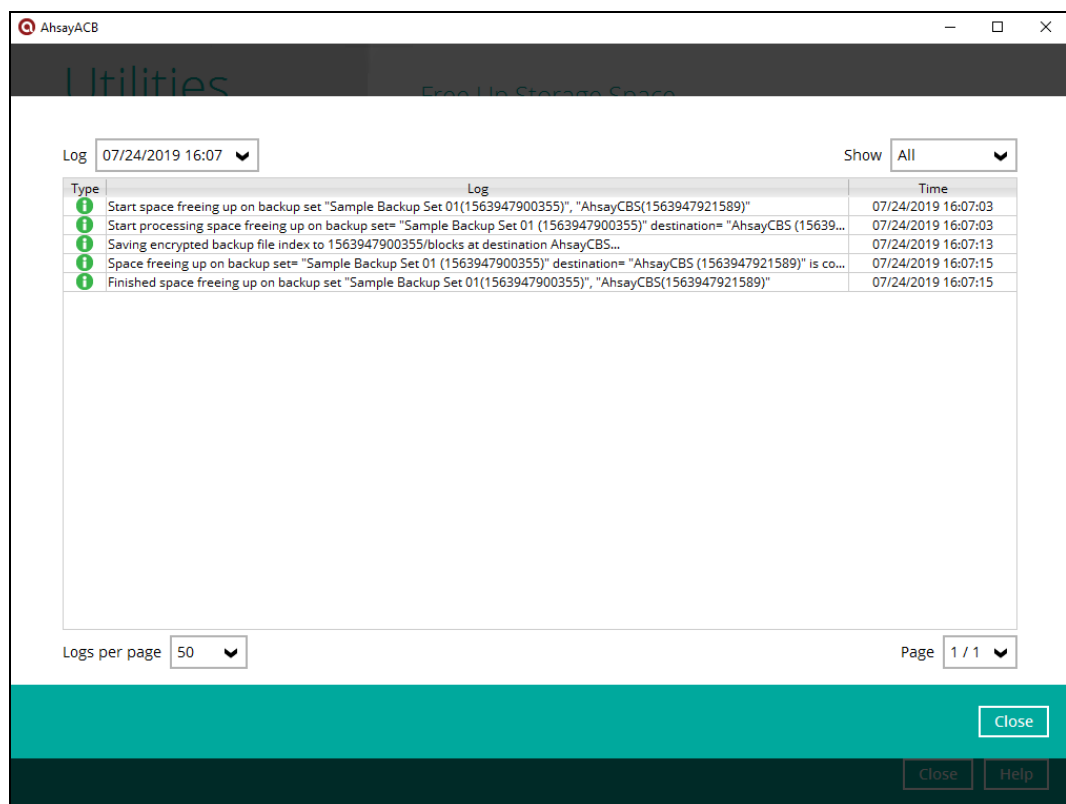 AhsayACB
Utilities
Free Up Storage Space
Log 07/24/2019 16:07 Show All
Type Log Time
Start space freeing up on backup set "Sample Backup Set 01(1563947900355)", "AhsayCBS(1563947921589)" 07/24/2019 16:07:03
Start processing space freeing up on backup set= "Sample Backup Set 01 (1563947900355)" destination= "AhsayCBS (15639... 07/24/2019 16:07:03
Saving encrypted backup file index to 1563947900355/blocks at destination AhsayCBS... 07/24/2019 16:07:13
Space freeing up on backup set= "Sample Backup Set 01 (1563947900355)" destination= "AhsayCBS (1563947921589)" is co... 07/24/2019 16:07:15
Finished space freeing up on backup set "Sample Backup Set 01(1563947900355)", "AhsayCBS(1563947921589)" 07/24/2019 16:07:15
Logs per page 50 Page 1 / 1
Close
Close Help